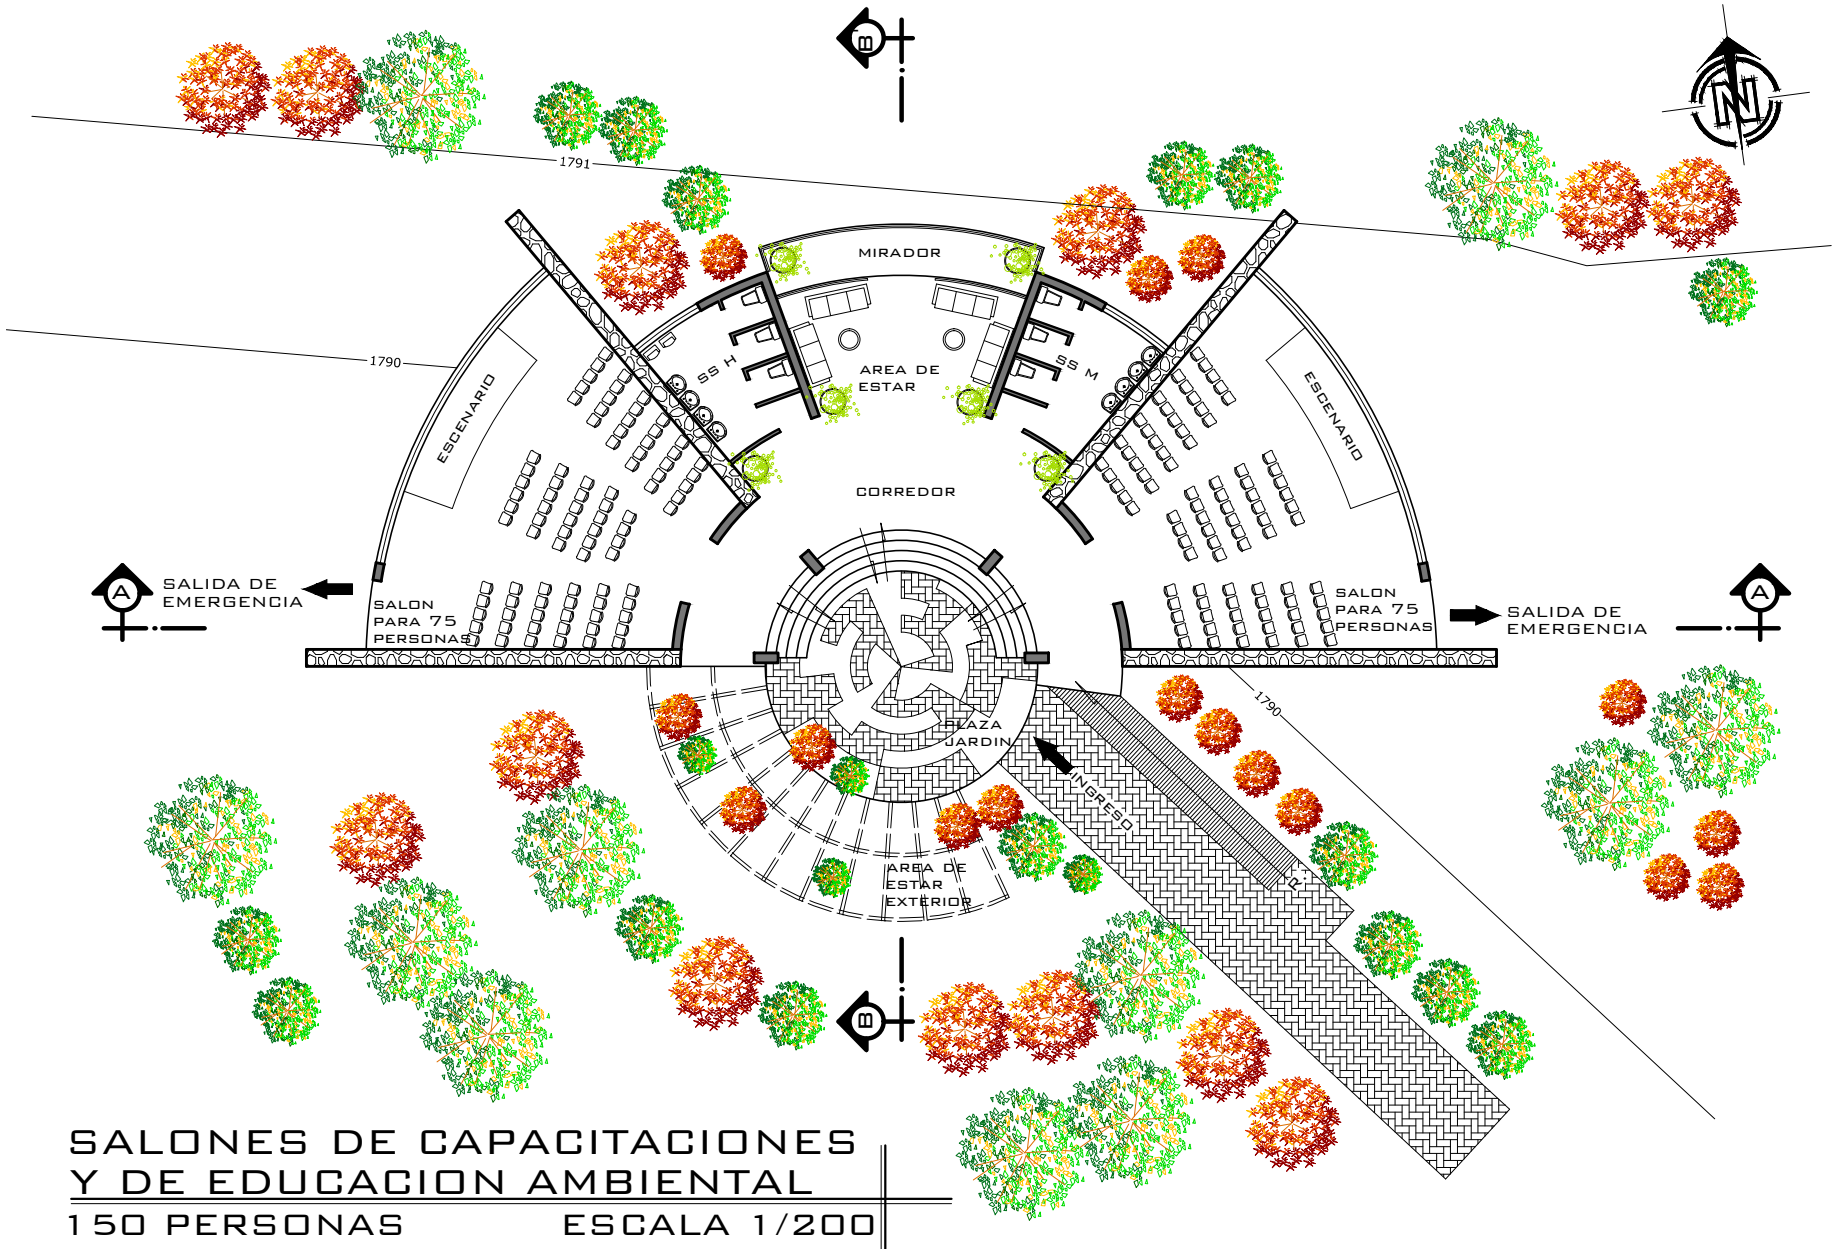 B
N
1791
MIRADOR
1790
SS H
SS M
AREA DE
ESTAR
ESCENARIO
ESCENARIO
CORREDOR
A
SALIDA DE
EMERGENCIA
SALON
PARA 75
PERSONAS
SALON
PARA 75
PERSONAS
SALIDA DE
EMERGENCIA
A
1790
PLAZA
JARDIN
INGRESO
R.
AREA DE
ESTAR
EXTERIOR
B
SALONES DE CAPACITACIONES
Y DE EDUCACION AMBIENTAL
150 PERSONAS ESCALA 1/200